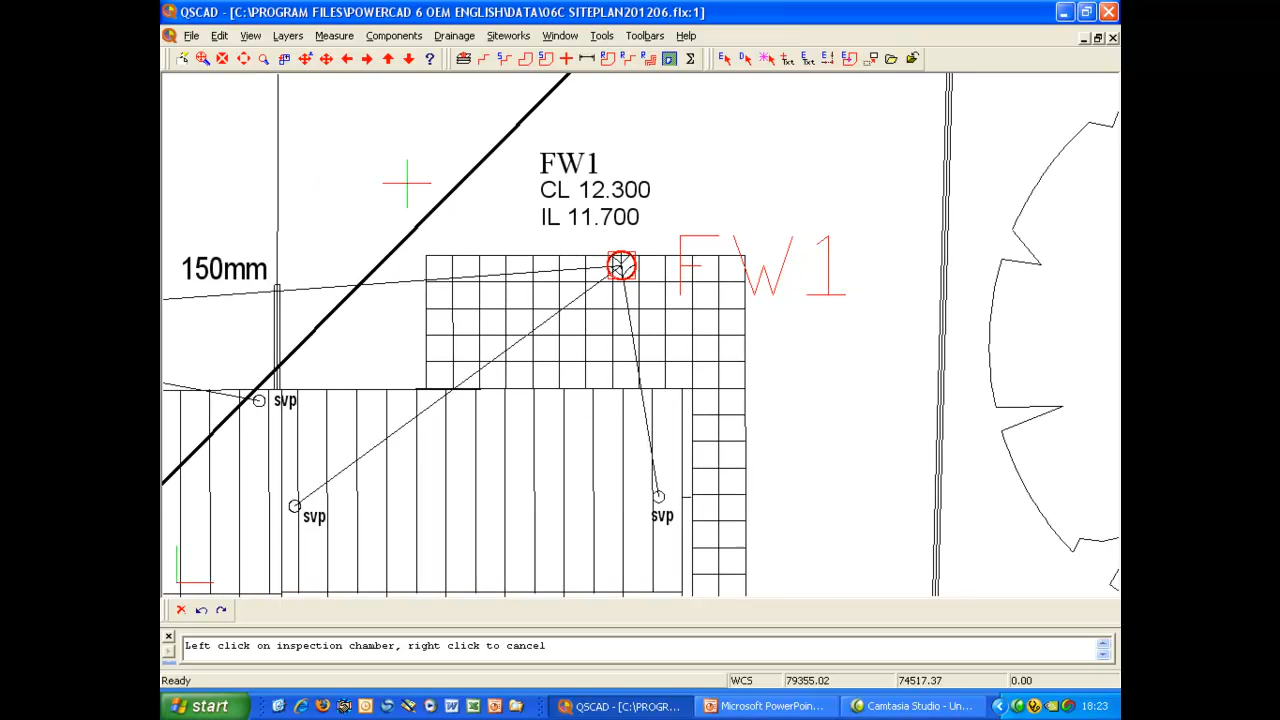 QSCAD - [C:\PROGRAM FILES\POWERCAD 6 OEM ENGLISH\DATA\06C SITEPLAN201206.flx:1]
File Edit View Layers Measure Components Drainage Siteworks Window Tools Toolbars Help
FW1
CL 12.300
IL 11.700
FW1
150mm
svp
svp
svp
Left click on inspection chamber, right click to cancel
Ready WCS 79355.02 74517.37 0.00
start QSCAD - [C:\PROGR... Microsoft PowerPoin... Camtasia Studio - Un... 18:23